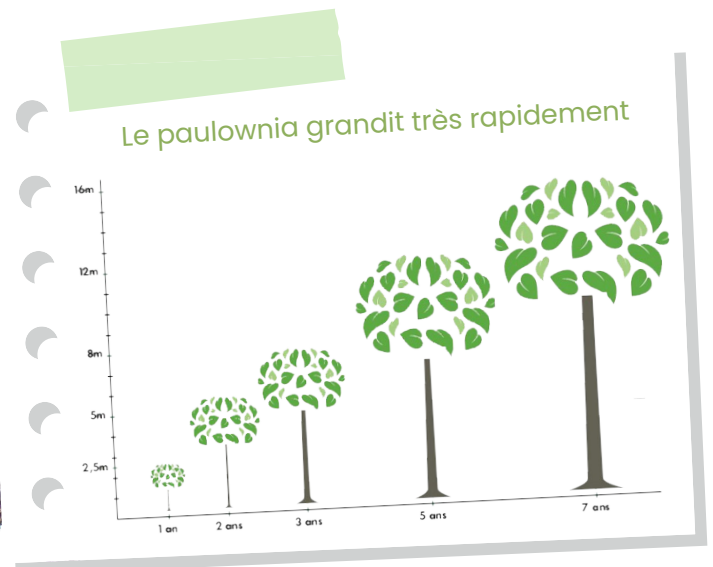 Le paulownia grandit très rapidement
16m
12m
8m
5m
2,5m
1 an
2 ans
3 ans
5 ans
7 ans